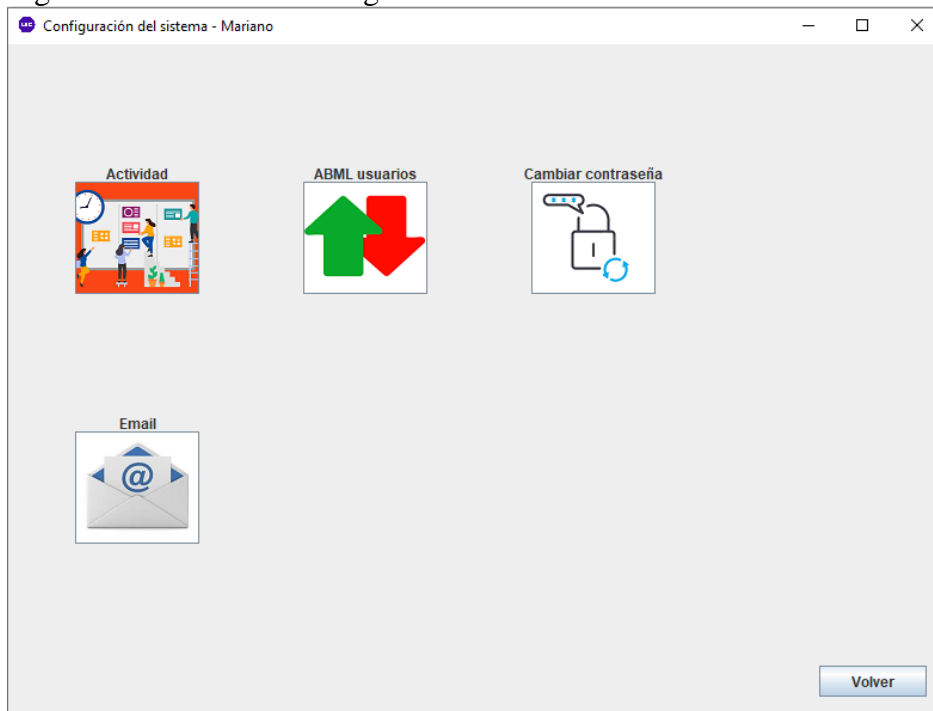 Configuración del sistema - Mariano
Actividad
ABML usuarios
Cambiar contraseña
@
Email
@
Volver